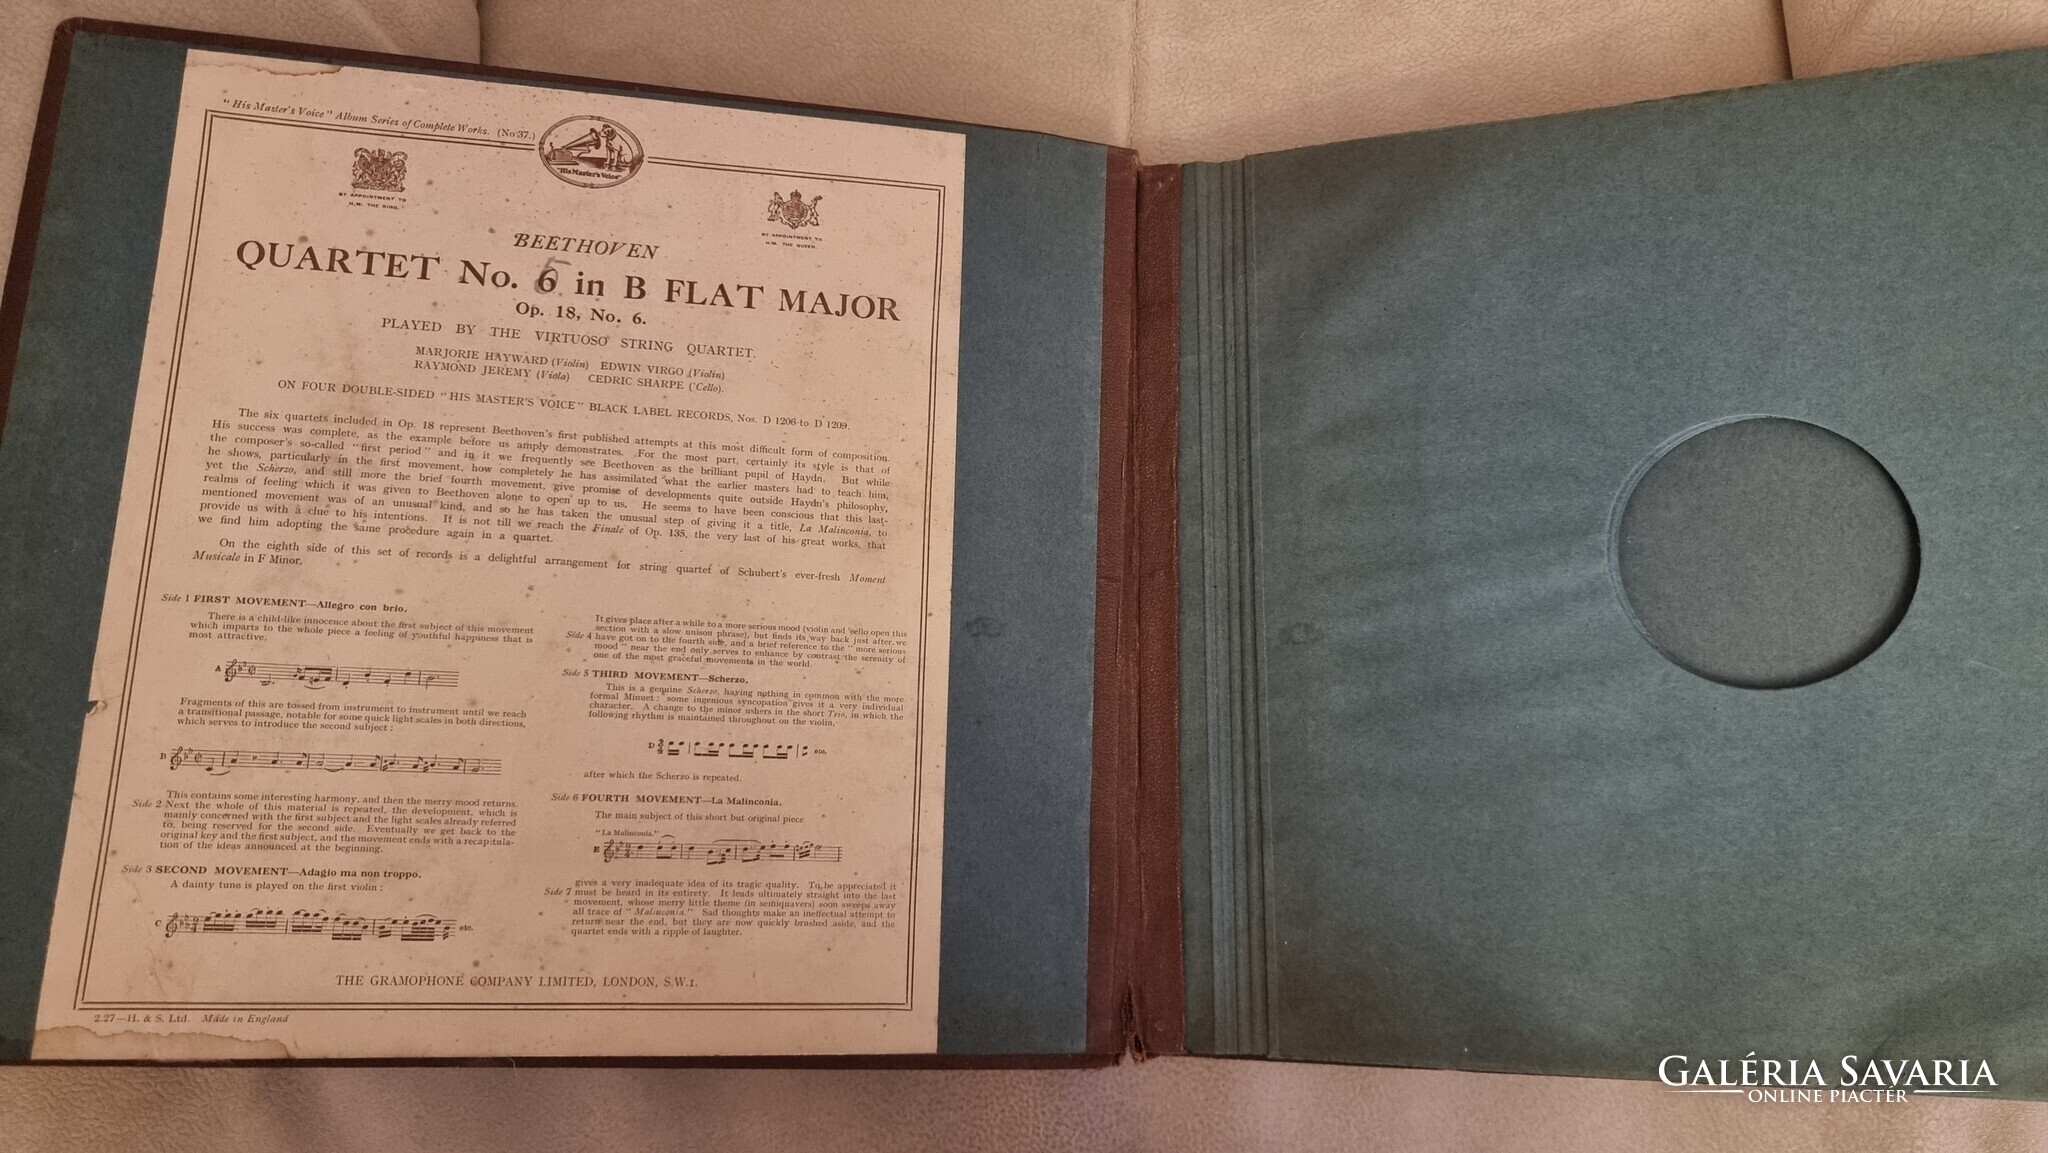 "His Master's Voice" Album Series of Complete Works. (No 37.)
"His Master's Voice"
BY APPOINTMENT TO
H.M. THE KING.
BY APPOINTMENT TO
H.M. THE QUEEN.
BEETHOVEN
QUARTET No. 6 in B FLAT MAJOR
Op. 18, No. 6.
PLAYED BY THE VIRTUOSO STRING QUARTET.
MARJORIE HAYWARD (Violin) EDWIN VIRGO (Violin)
RAYMOND JEREMY (Viola) CEDRIC SHARPE ('Cello).
ON FOUR DOUBLE-SIDED "HIS MASTER'S VOICE" BLACK LABEL RECORDS, Nos. D 1206 to D 1209.
The six quartets included in Op. 18 represent Beethoven's first published attempts at this most difficult form of composition.
His success was complete, as the example before us amply demonstrates. For the most part, certainly its style is that of
the composer's so-called "first period" and in it we frequently see Beethoven as the brilliant pupil of Haydn. But while
he shows, particularly in the first movement, how completely he has assimilated what the earlier masters had to teach him,
yet the Scherzo, and still more the brief fourth movement, give promise of developments quite outside Haydn's philosophy,
realms of feeling which it was given to Beethoven alone to open up to us. He seems to have been conscious that this last-
mentioned movement was of an unusual kind, and so he has taken the unusual step of giving it a title, La Malinconia, to
provide us with a clue to his intentions. It is not till we reach the Finale of Op. 135, the very last of his great works, that
we find him adopting the same procedure again in a quartet.
On the eighth side of this set of records is a delightful arrangement for string quartet of Schubert's ever-fresh Moment
Musicale in F Minor.
Side 1 FIRST MOVEMENT—Allegro con brio.
There is a child-like innocence about the first subject of this movement
which imparts to the whole piece a feeling of youthful happiness that is
most attractive.
A
Fragments of this are tossed from instrument to instrument until we reach
a transitional passage, notable for some quick light scales in both directions,
which serves to introduce the second subject:
B
This contains some interesting harmony, and then the merry mood returns.
Side 2 Next the whole of this material is repeated, the development, which is
mainly concerned with the first subject and the light scales already referred
to, being reserved for the second side. Eventually we get back to the
original key and the first subject, and the movement ends with a recapitula-
tion of the ideas announced at the beginning.
Side 3 SECOND MOVEMENT—Adagio ma non troppo.
A dainty tune is played on the first violin:
C etc.
It gives place after a while to a more serious mood (violin and 'cello open this
section with a slow unison phrase), but finds its way back just after we
Side 4 have got on to the fourth side, and a brief reference to the "more serious
mood" near the end only serves to enhance by contrast the serenity of
one of the most graceful movements in the world.
Side 5 THIRD MOVEMENT—Scherzo.
This is a genuine Scherzo, having nothing in common with the more
formal Minuet; some ingenious syncopation gives it a very individual
character. A change to the minor ushers in the short Trio, in which the
following rhythm is maintained throughout on the violin,
D 3 4 etc.
after which the Scherzo is repeated.
Side 6 FOURTH MOVEMENT—La Malinconia.
The main subject of this short but original piece
"La Malinconia."
E
gives a very inadequate idea of its tragic quality. To be appreciated it
Side 7 must be heard in its entirety. It leads ultimately straight into the last
movement, whose merry little theme (in semiquavers) soon sweeps away
all trace of "Malinconia." Sad thoughts make an ineffectual attempt to
return near the end, but they are now quickly brushed aside, and the
quartet ends with a ripple of laughter.
THE GRAMOPHONE COMPANY LIMITED, LONDON, S.W.1.
2.27—H. & S. Ltd. Made in England
GALÉRIA SAVARIA
ONLINE PIACTÉR